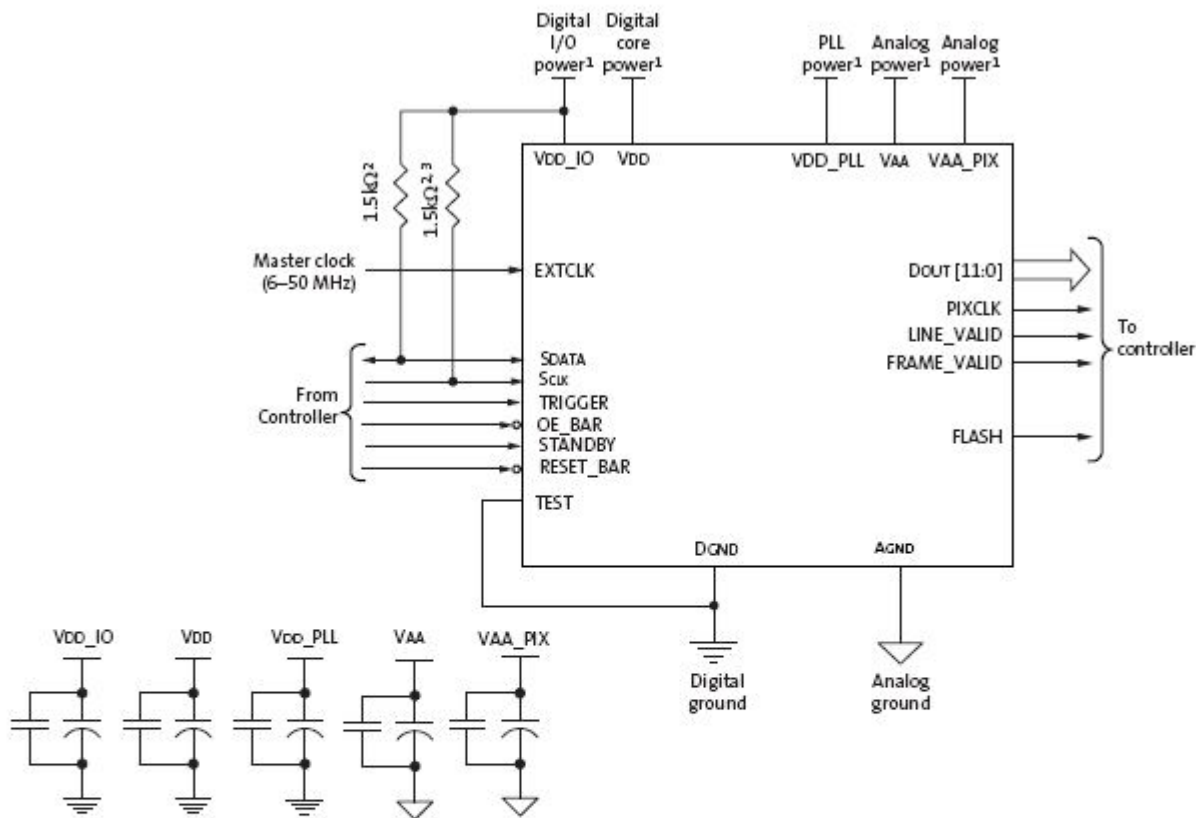 Digital
I/O
power¹
Digital
core
power¹
PLL
power¹
Analog
power¹
Analog
power¹
VDD_IO
VDD
VDD_PLL
VAA
VAA_PIX
1.5kΩ²
1.5kΩ²,³
Master clock
(6–50 MHz)
EXTCLK
DOUT [11:0]
PIXCLK
LINE_VALID
FRAME_VALID
To
controller
SDATA
SCLK
From
Controller
TRIGGER
OE_BAR
STANDBY
RESET_BAR
FLASH
TEST
DGND
AGND
Digital
ground
Analog
ground
VDD_IO
VDD
VDD_PLL
VAA
VAA_PIX